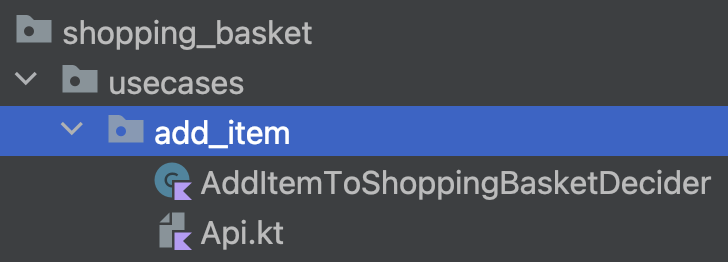 shopping_basket
usecases
add_item
AddItemToShoppingBasketDecider
Api.kt